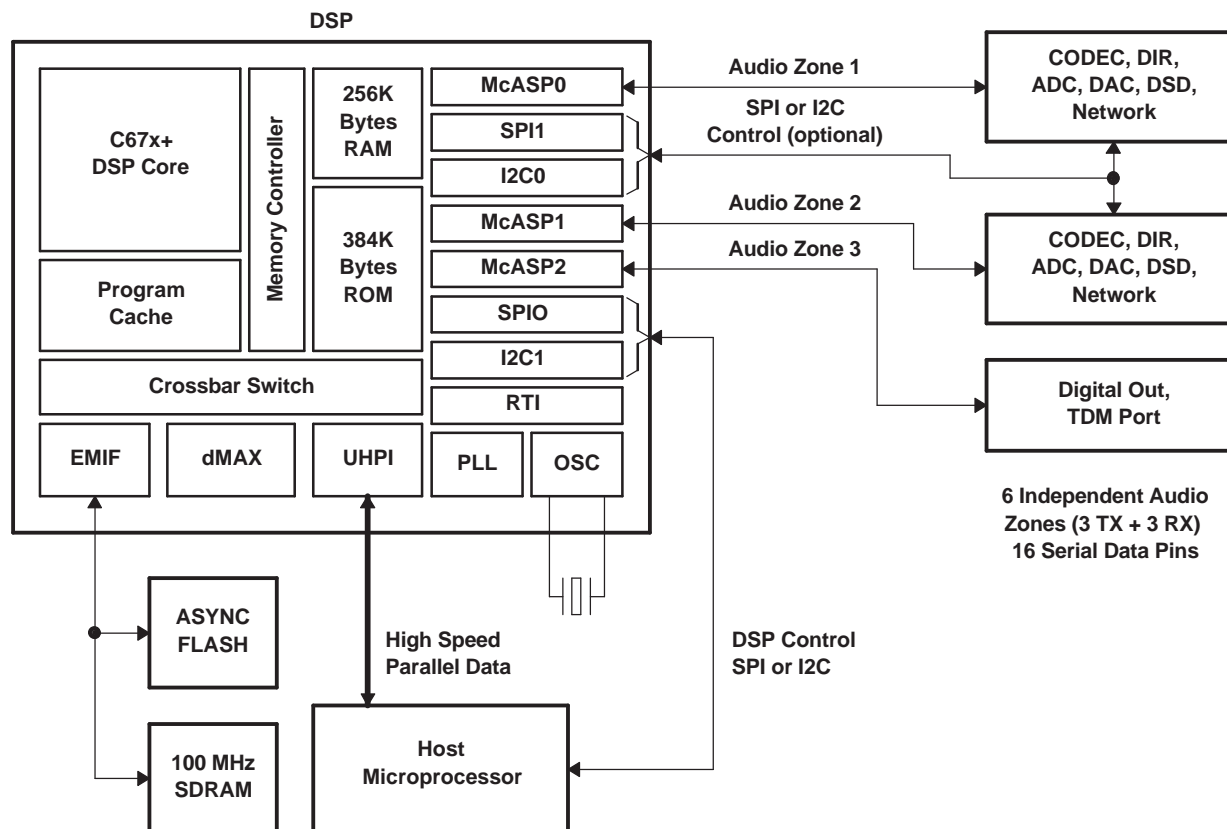 DSP
C67x+
DSP Core
Program
Cache
Memory Controller
256K
Bytes
RAM
384K
Bytes
ROM
McASP0
SPI1
I2C0
McASP1
McASP2
SPIO
I2C1
RTI
Crossbar Switch
EMIF
dMAX
UHPI
PLL
OSC
Audio Zone 1
SPI or I2C
Control (optional)
Audio Zone 2
Audio Zone 3
CODEC, DIR,
ADC, DAC, DSD,
Network
CODEC, DIR,
ADC, DAC, DSD,
Network
Digital Out,
TDM Port
6 Independent Audio
Zones (3 TX + 3 RX)
16 Serial Data Pins
ASYNC
FLASH
100 MHz
SDRAM
High Speed
Parallel Data
Host
Microprocessor
DSP Control
SPI or I2C